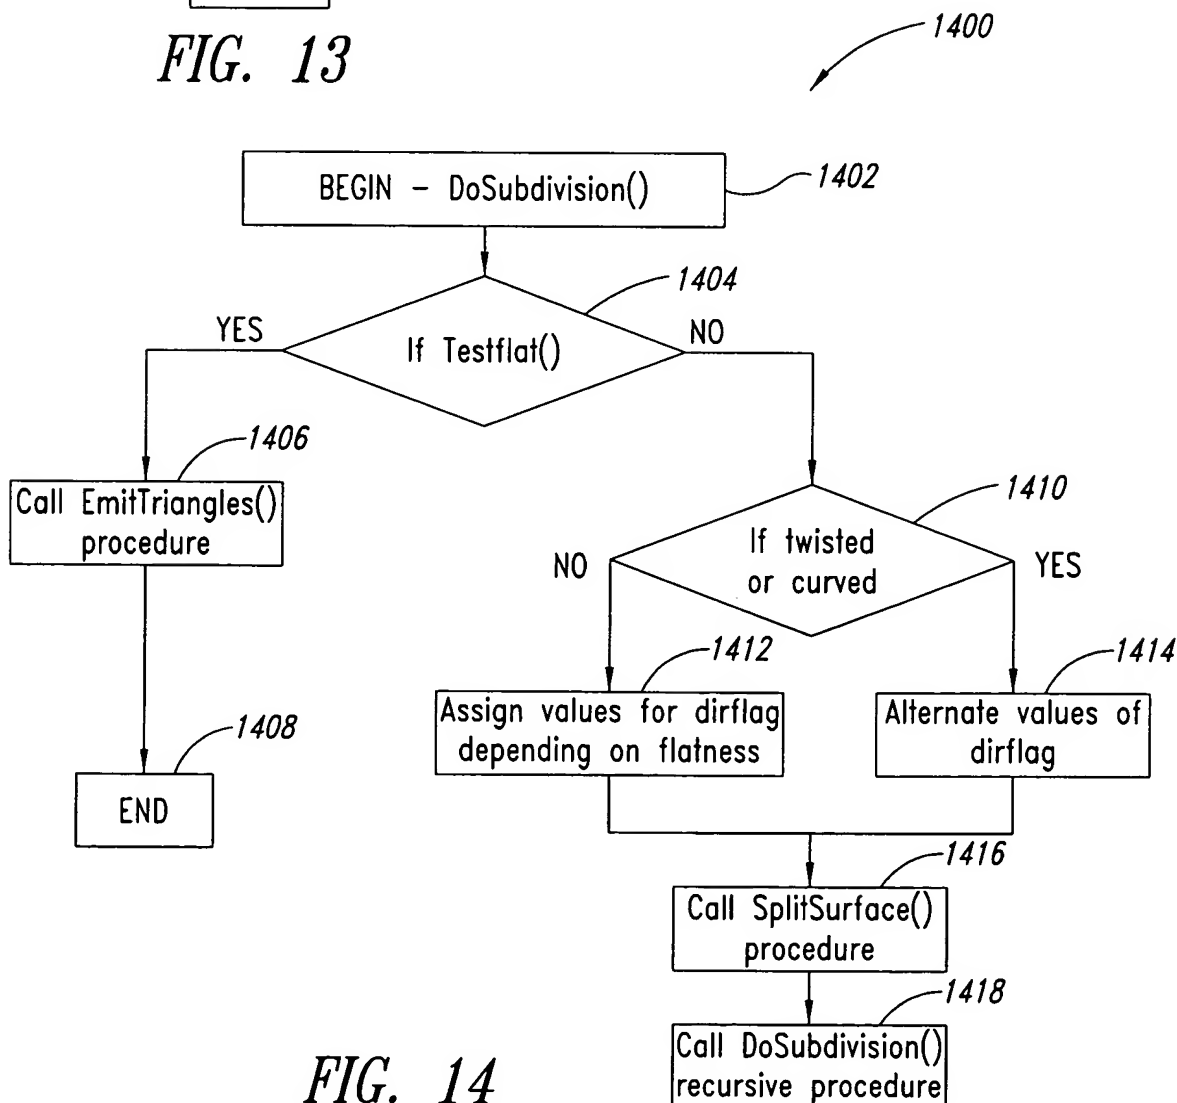 FIG. 13
1400
BEGIN - DoSubdivision()
1402
1404
YES
If Testflat()
NO
1406
Call EmitTriangles()
procedure
1410
If twisted
or curved
NO
YES
1412
Assign values for dirflag
depending on flatness
1414
Alternate values of
dirflag
1408
END
1416
Call SplitSurface()
procedure
1418
Call DoSubdivision()
recursive procedure
FIG. 14